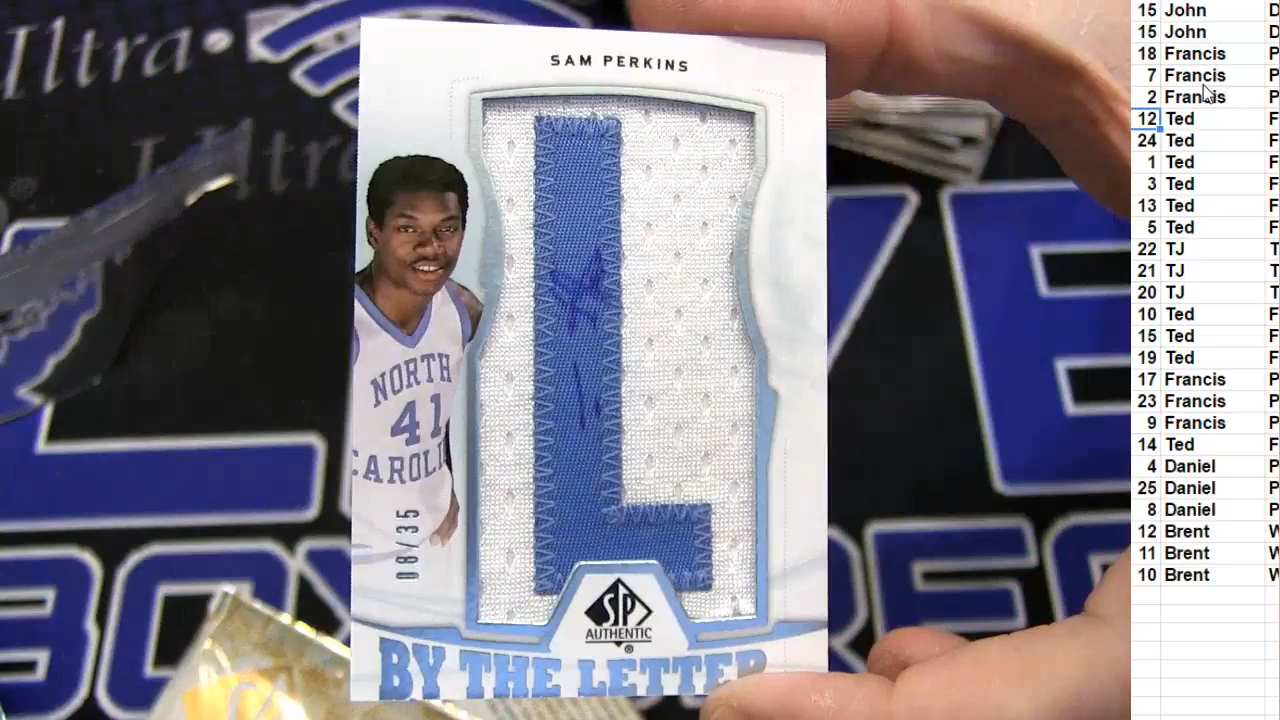 Ultra
Ultra
SAM PERKINS
L
NORTH
41
CAROLI
08/35
SP
AUTHENTIC
®
BY THE LETTER
15 John D
15 John D
18 Francis P
7 Francis P
2 Francis P
12 Ted F
24 Ted F
1 Ted F
3 Ted F
13 Ted F
5 Ted F
22 TJ T
21 TJ T
20 TJ T
10 Ted F
15 Ted F
19 Ted F
17 Francis P
23 Francis P
9 Francis P
14 Ted F
4 Daniel P
25 Daniel P
8 Daniel P
12 Brent W
11 Brent W
10 Brent W